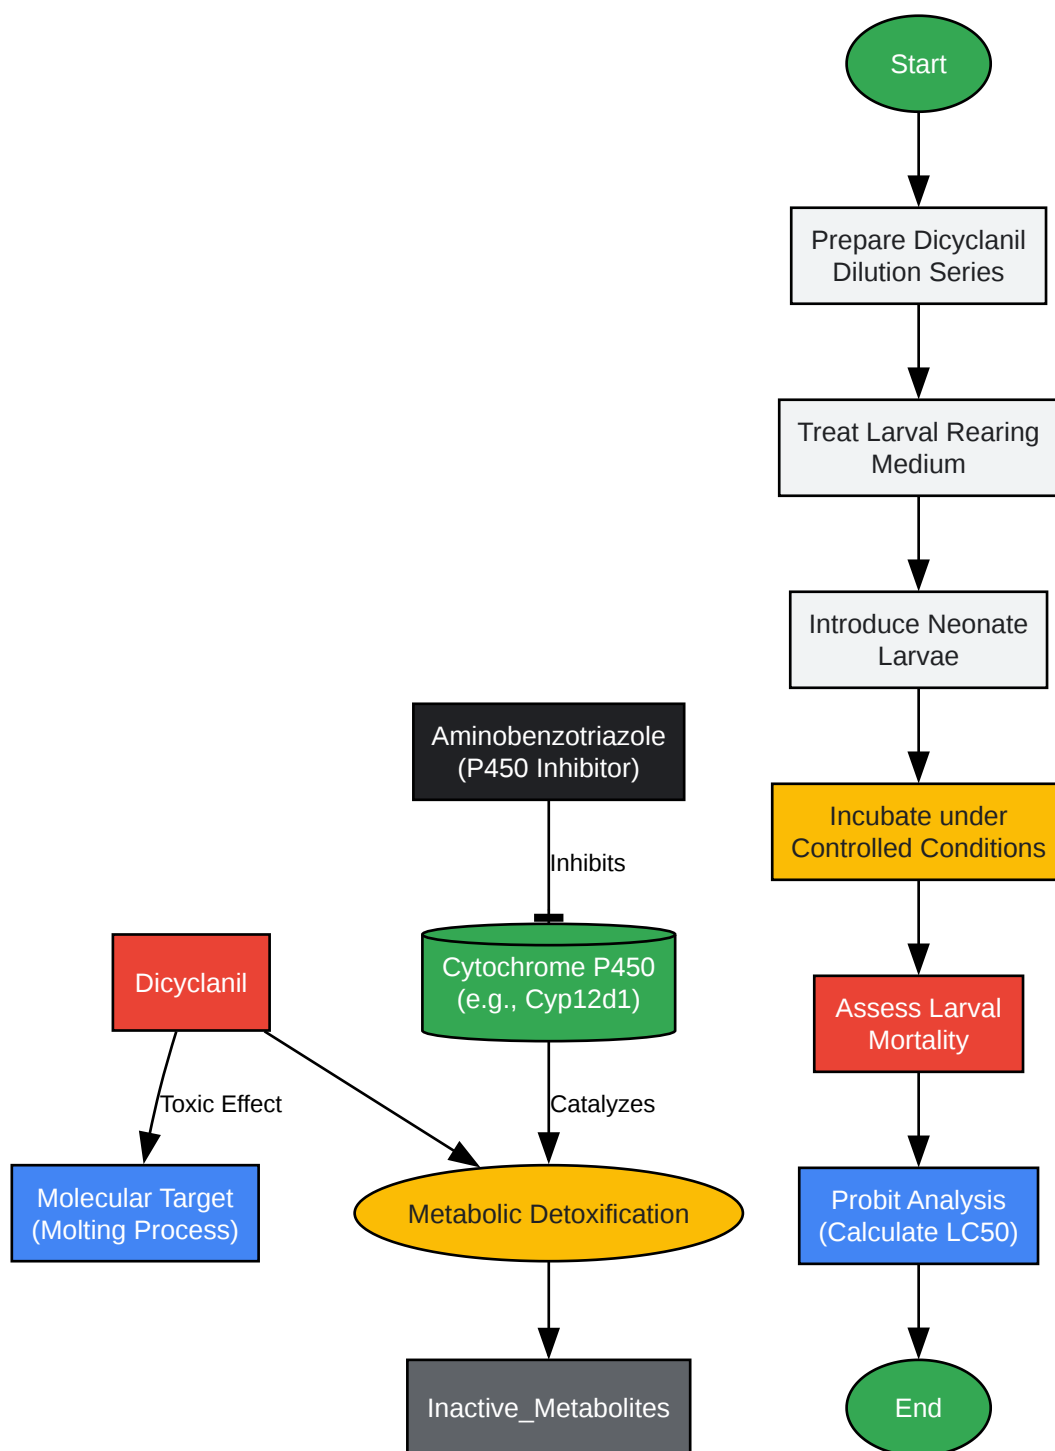 Start
Prepare Dicyclanil
Dilution Series
Treat Larval Rearing
Medium
Introduce Neonate
Larvae
Aminobenzotriazole
(P450 Inhibitor)
Incubate under
Controlled Conditions
Inhibits
Dicyclanil
Cytochrome P450
(e.g., Cyp12d1)
Assess Larval
Mortality
Toxic Effect
Catalyzes
Molecular Target
(Molting Process)
Metabolic Detoxification
Probit Analysis
(Calculate LC50)
Inactive_Metabolites
End